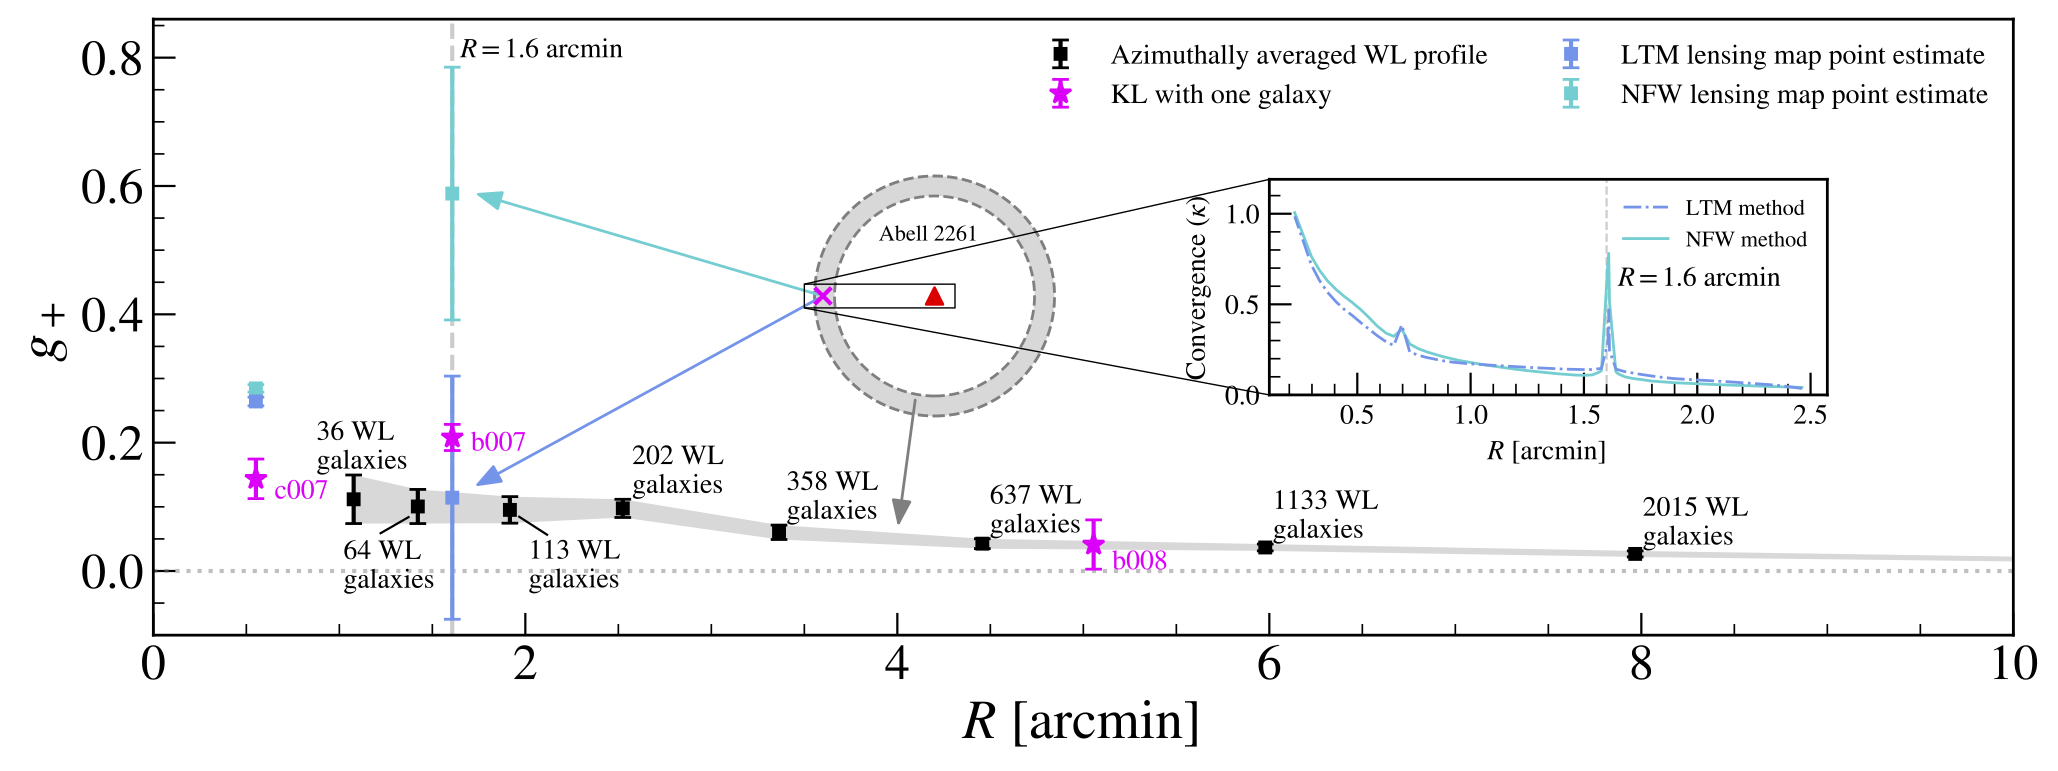 0.8
0.6
0.4
0.2
0.0
g+
R = 1.6 arcmin
Azimuthally averaged WL profile
KL with one galaxy
LTM lensing map point estimate
NFW lensing map point estimate
Abell 2261
Convergence (κ)
1.0
0.5
0.0
LTM method
NFW method
R = 1.6 arcmin
0.5 1.0 1.5 2.0 2.5
R [arcmin]
c007
36 WL
galaxies
b007
64 WL
galaxies
113 WL
galaxies
202 WL
galaxies
358 WL
galaxies
637 WL
galaxies
b008
1133 WL
galaxies
2015 WL
galaxies
0 2 4 6 8 10
R [arcmin]